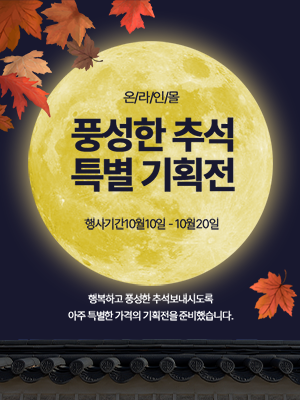 온/라/인/몰
풍성한 추석
특별 기획전
행사기간10월10일 - 10월20일
행복하고 풍성한 추석보내시도록
아주 특별한 가격의 기획전을 준비했습니다.